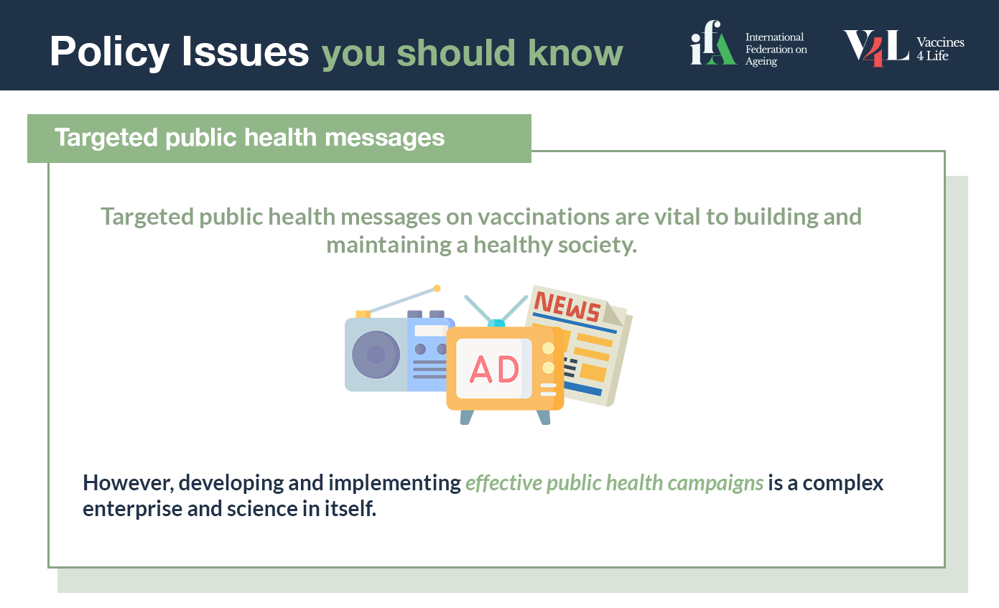 Policy Issues you should know
ifA
International
Federation on
Ageing
V4L
Vaccines
4 Life
Targeted public health messages
Targeted public health messages on vaccinations are vital to building and
maintaining a healthy society.
NEWS
AD
However, developing and implementing effective public health campaigns is a complex
enterprise and science in itself.